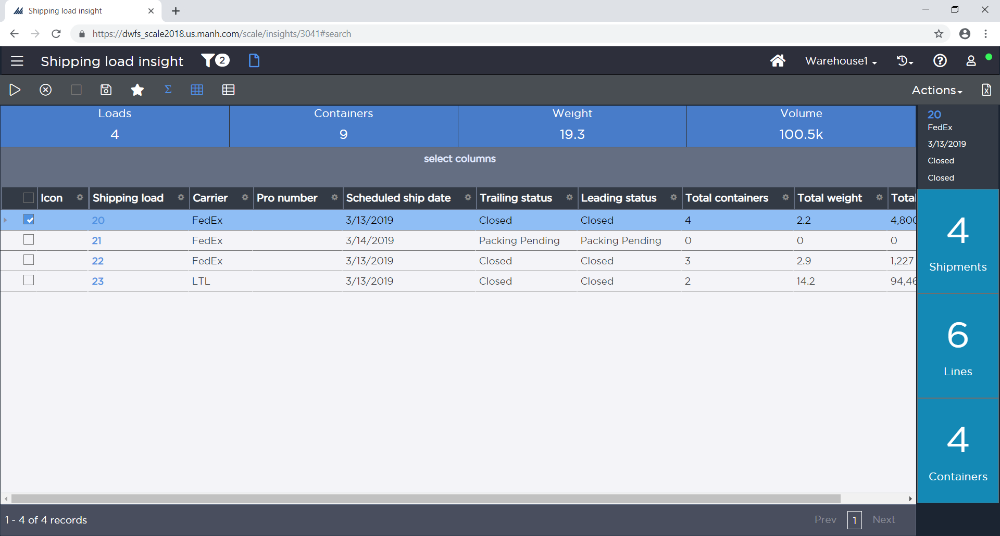 Shipping load insight
https://dwfs_scale2018.us.manh.com/scale/insights/3041#search
Shipping load insight 2 Warehouse1
Actions
Loads Containers Weight Volume
4 9 19.3 100.5k
select columns
Icon Shipping load Carrier Pro number Scheduled ship date Trailing status Leading status Total containers Total weight Total
20 FedEx 3/13/2019 Closed Closed 4 2.2 4,800
21 FedEx 3/14/2019 Packing Pending Packing Pending 0 0 0
22 FedEx 3/13/2019 Closed Closed 3 2.9 1,227
23 LTL 3/13/2019 Closed Closed 2 14.2 94,46
1 - 4 of 4 records Prev 1 Next
20
FedEx
3/13/2019
Closed
Closed
4
Shipments
6
Lines
4
Containers